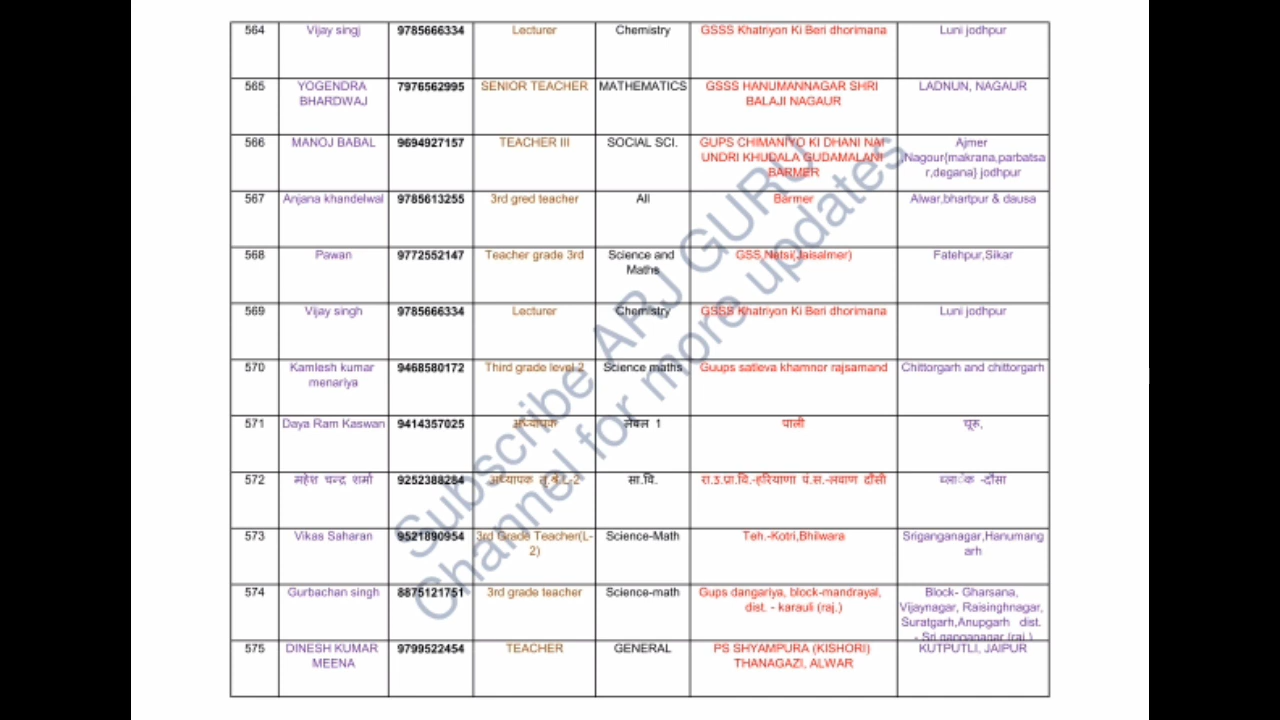 564 Vijay singj 9785666334 Lecturer Chemistry GSSS Khatriyon Ki Beri dhorimana Luni jodhpur
565 YOGENDRA 7976562995 SENIOR TEACHER MATHEMATICS GSSS HANUMANNAGAR SHRI LADNUN, NAGAUR
BHARDWAJ BALAJI NAGAUR
566 MANOJ BABAL 9694927157 TEACHER III SOCIAL SCI. GUPS CHIMANIYO KI DHANI NAI Ajmer
UNDRI KHUDALA GUDAMALANI ,Nagour{makrana,parbatsa
BARMER r,degana} jodhpur
567 Anjana khandelwal 9785613255 3rd gred teacher All Barmer Alwar,bhartpur & dausa
568 Pawan 9772552147 Teacher grade 3rd Science and GSS Netsi(Jaisalmer) Fatehpur,Sikar
Maths
569 Vijay singh 9785666334 Lecturer Chemistry GSSS Khatriyon Ki Beri dhorimana Luni jodhpur
570 Kamlesh kumar 9468580172 Third grade level 2 Science maths Guups satleva khamnor rajsamand Chittorgarh and chittorgarh
menariya
571 Daya Ram Kaswan 9414357025 अध्यापक लेबल 1 पाली चूरु,
572 महेश चन्द्र शर्मा 9252388284 अध्यापक तृ.श्रे.L-2 सा.वि. रा.उ.प्रा.वि.-हरियाणा पं.स.-लवाण दौसी ब्लाॅक -दौसा
573 Vikas Saharan 9521890954 3rd Grade Teacher(L- Science-Math Teh.-Kotri,Bhilwara Sriganganagar,Hanumang
2) arh
574 Gurbachan singh 8875121751 3rd grade teacher Science-math Gups dangariya, block-mandrayal, Block- Gharsana,
dist. - karauli (raj.) Vijaynagar, Raisinghnagar,
Suratgarh,Anupgarh dist.
- Sri ganganagar (raj.)
575 DINESH KUMAR 9799522454 TEACHER GENERAL PS SHYAMPURA (KISHORI) KUTPUTLI, JAIPUR
MEENA THANAGAZI, ALWAR
Subscribe ARJ GURU
Channel for more updates